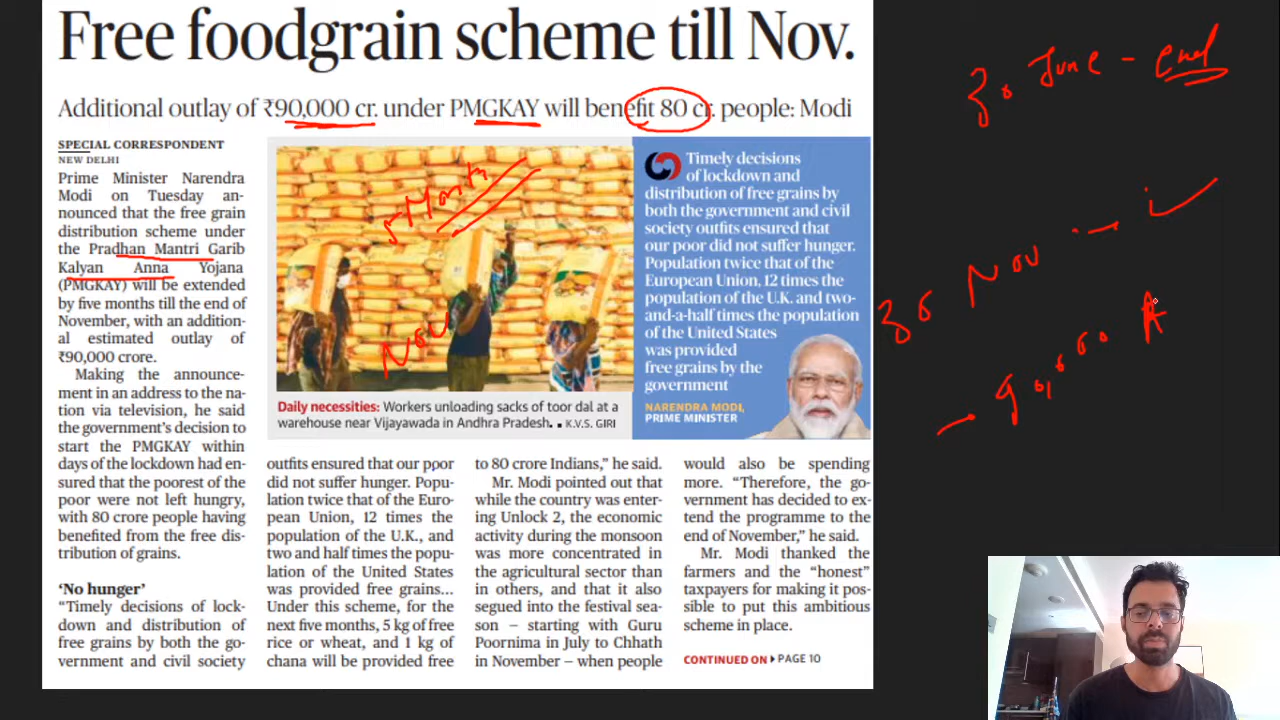 Free foodgrain scheme till Nov.
Additional outlay of ₹90,000 cr. under PMGKAY will benefit 80 cr. people: Modi
SPECIAL CORRESPONDENT
NEW DELHI
Prime Minister Narendra
Modi on Tuesday an-
nounced that the free grain
distribution scheme under
the Pradhan Mantri Garib
Kalyan Anna Yojana
(PMGKAY) will be extended
by five months till the end of
November, with an addition-
al estimated outlay of
₹90,000 crore.
Making the announce-
ment in an address to the na-
tion via television, he said
the government's decision to
start the PMGKAY within
days of the lockdown had en-
sured that the poorest of the
poor were not left hungry,
with 80 crore people having
benefited from the free dis-
tribution of grains.
‘No hunger’
“Timely decisions of lock-
down and distribution of
free grains by both the go-
vernment and civil society
5 Month
Nov
Daily necessities: Workers unloading sacks of toor dal at a
warehouse near Vijayawada in Andhra Pradesh. ▪ K.V.S. GIRI
Timely decisions
of lockdown and
distribution of free grains by
both the government and civil
society outfits ensured that
our poor did not suffer hunger.
Population twice that of the
European Union, 12 times the
population of the U.K. and two-
and-a-half times the population
of the United States
was provided
free grains by the
government
NARENDRA MODI,
PRIME MINISTER
outfits ensured that our poor
did not suffer hunger. Popu-
lation twice that of the Euro-
pean Union, 12 times the
population of the U.K., and
two and half times the popu-
lation of the United States
was provided free grains...
Under this scheme, for the
next five months, 5 kg of free
rice or wheat, and 1 kg of
chana will be provided free
to 80 crore Indians,” he said.
Mr. Modi pointed out that
while the country was enter-
ing Unlock 2, the economic
activity during the monsoon
was more concentrated in
the agricultural sector than
in others, and that it also
segued into the festival sea-
son – starting with Guru
Poornima in July to Chhath
in November – when people
would also be spending
more. “Therefore, the go-
vernment has decided to ex-
tend the programme to the
end of November,” he said.
Mr. Modi thanked the
farmers and the “honest”
taxpayers for making it pos-
sible to put this ambitious
scheme in place.
CONTINUED ON ▸ PAGE 10
30 June - end
30 Nov
90,000